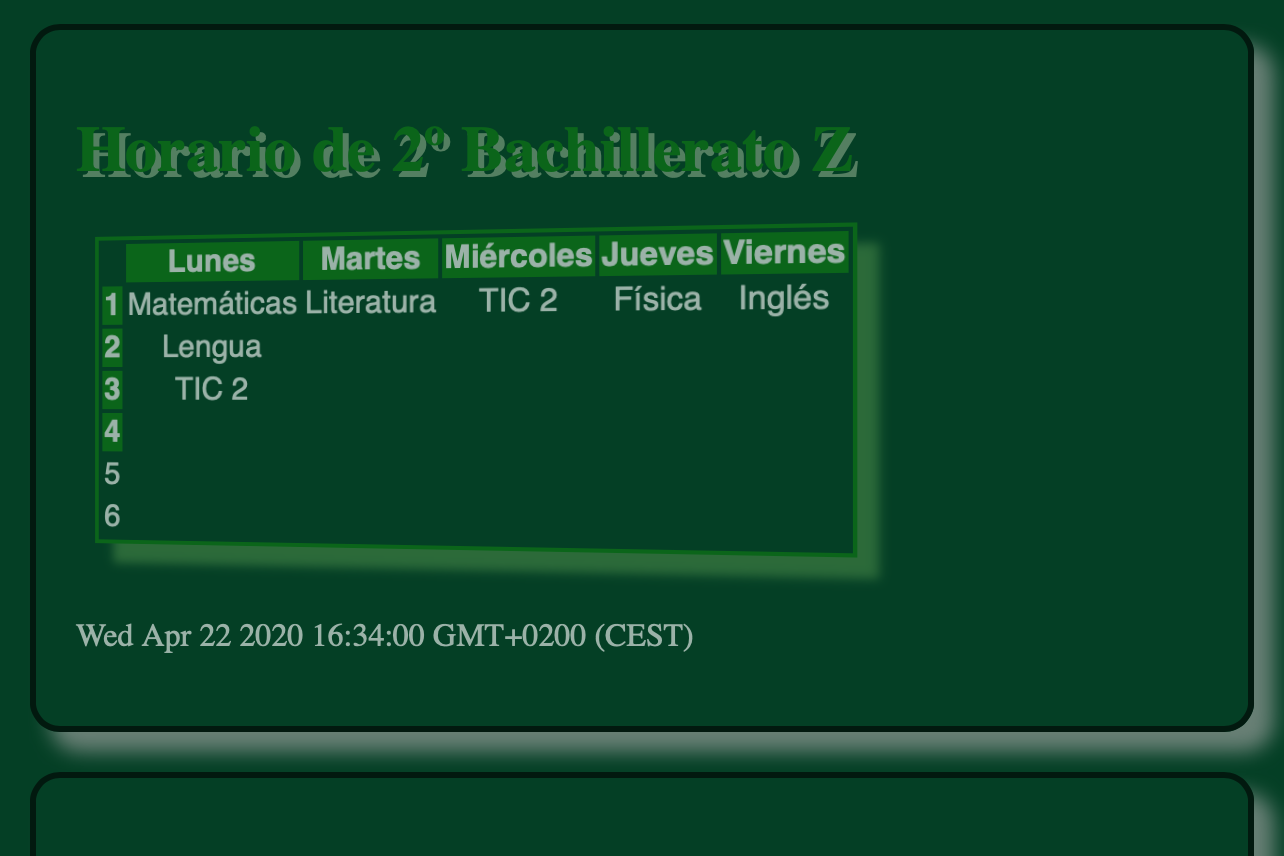 Horario de 2º Bachillerato Z
Lunes Martes Miércoles Jueves Viernes
1 Matemáticas Literatura TIC 2 Física Inglés
2 Lengua
3 TIC 2
4
5
6
Wed Apr 22 2020 16:34:00 GMT+0200 (CEST)